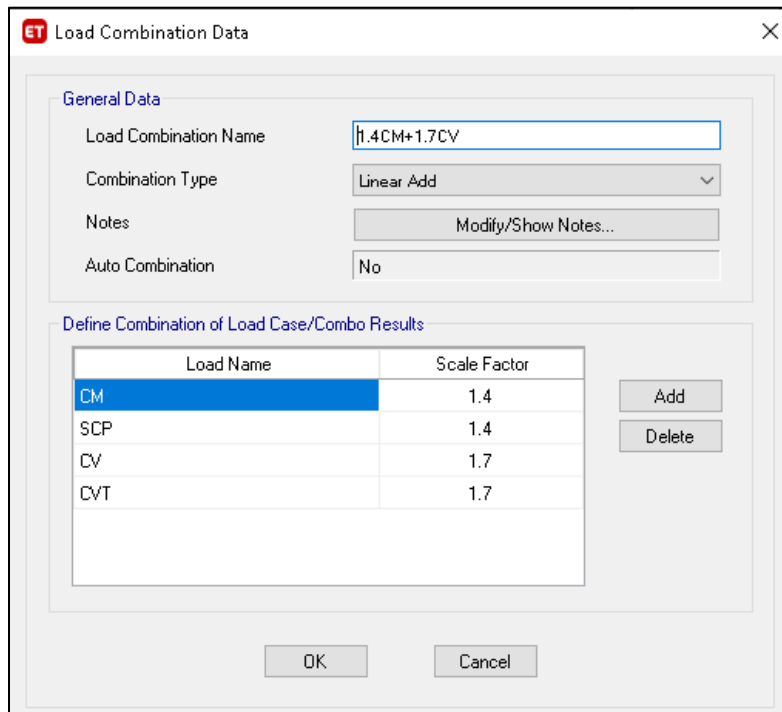 ET Load Combination Data
General Data
Load Combination Name 1.4CM+1.7CV
Combination Type Linear Add
Notes Modify/Show Notes...
Auto Combination No
Define Combination of Load Case/Combo Results
Load Name Scale Factor
CM 1.4 Add
SCP 1.4 Delete
CV 1.7
CVT 1.7
OK Cancel